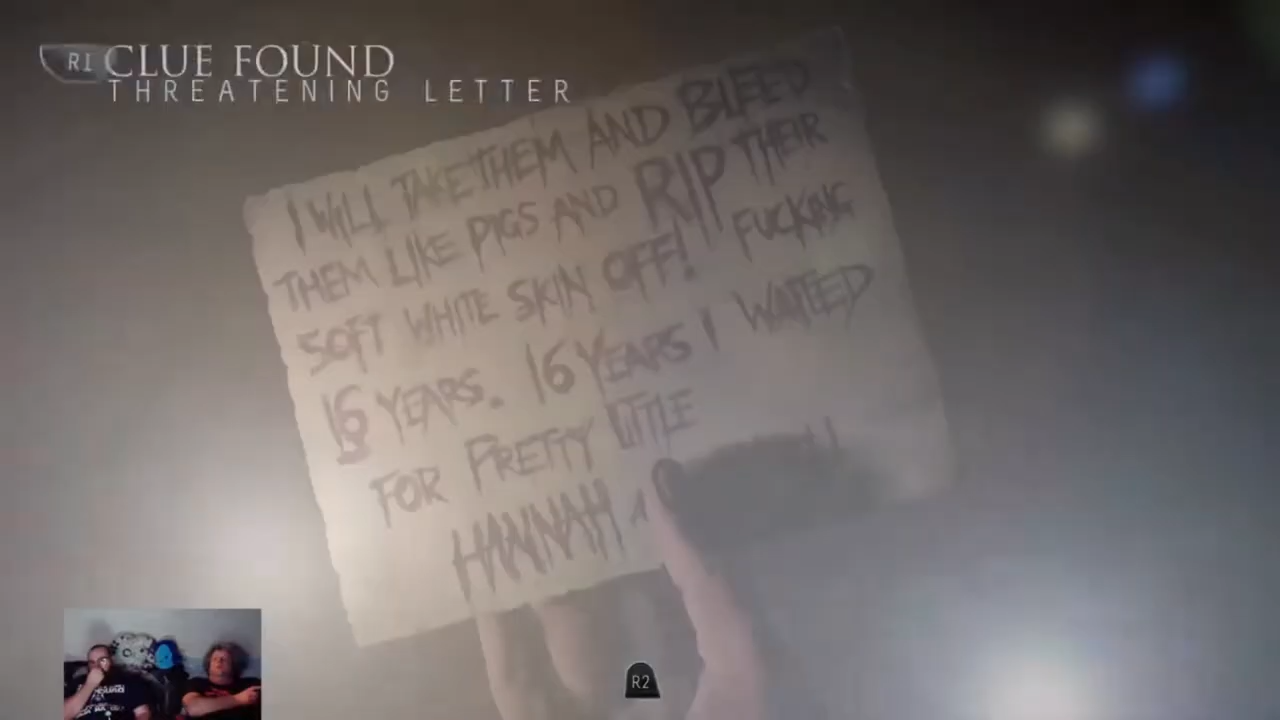 R1 CLUE FOUND
THREATENING LETTER
I WILL TAKE THEM AND BLEED
THEM LIKE PIGS AND RIP THEIR
SOFT WHITE SKIN OFF! FUCKING
16 YEARS. 16 YEARS I WAITED
FOR PRETTY LITTLE
HANNAH
R2